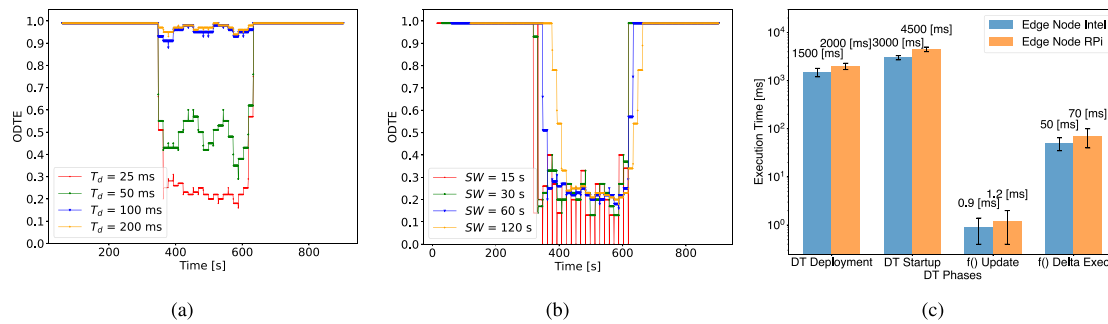 1.0
0.9
0.8
0.7
0.6
0.5
0.4
0.3
0.2
0.1
0.0
ODTE
T_d = 25 ms
T_d = 50 ms
T_d = 100 ms
T_d = 200 ms
200 400 600 800
Time [s]
(a)
1.0
0.9
0.8
0.7
0.6
0.5
0.4
0.3
0.2
0.1
0.0
ODTE
SW = 15 s
SW = 30 s
SW = 60 s
SW = 120 s
0 200 400 600 800
Time [s]
(b)
Edge Node Intel
Edge Node RPi
10^4
10^3
10^2
10^1
10^0
Execution Time [ms]
1500 [ms]
2000 [ms]
3000 [ms]
4500 [ms]
0.9 [ms]
1.2 [ms]
50 [ms]
70 [ms]
DT Deployment DT Startup f() Update f() Delta Exec
DT Phases
(c)